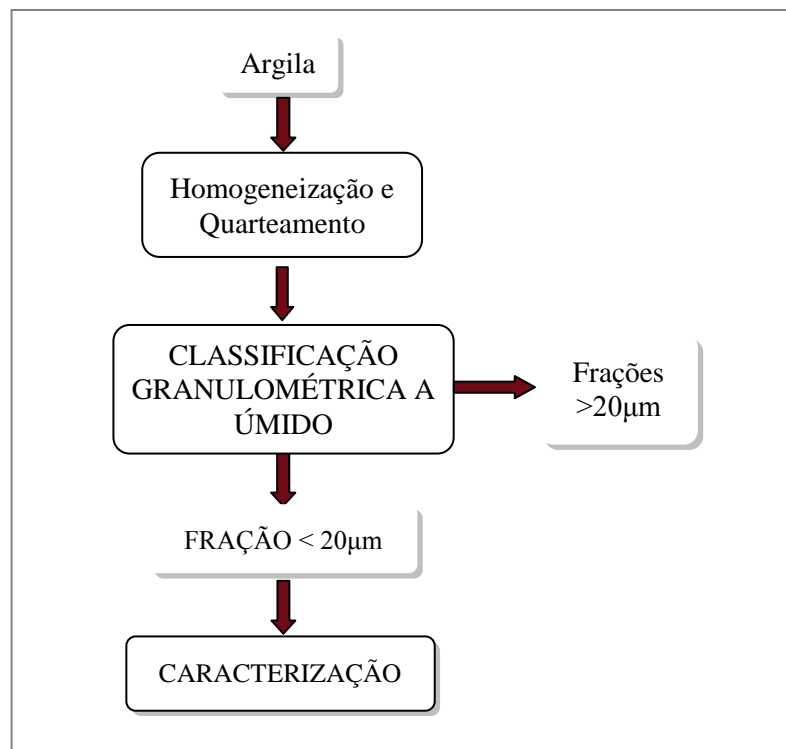 Argila
Homogeneização e
Quarteamento
CLASSIFICAÇÃO
GRANULOMÉTRICA A
ÚMIDO
Frações
>20μm
FRAÇÃO < 20μm
CARACTERIZAÇÃO